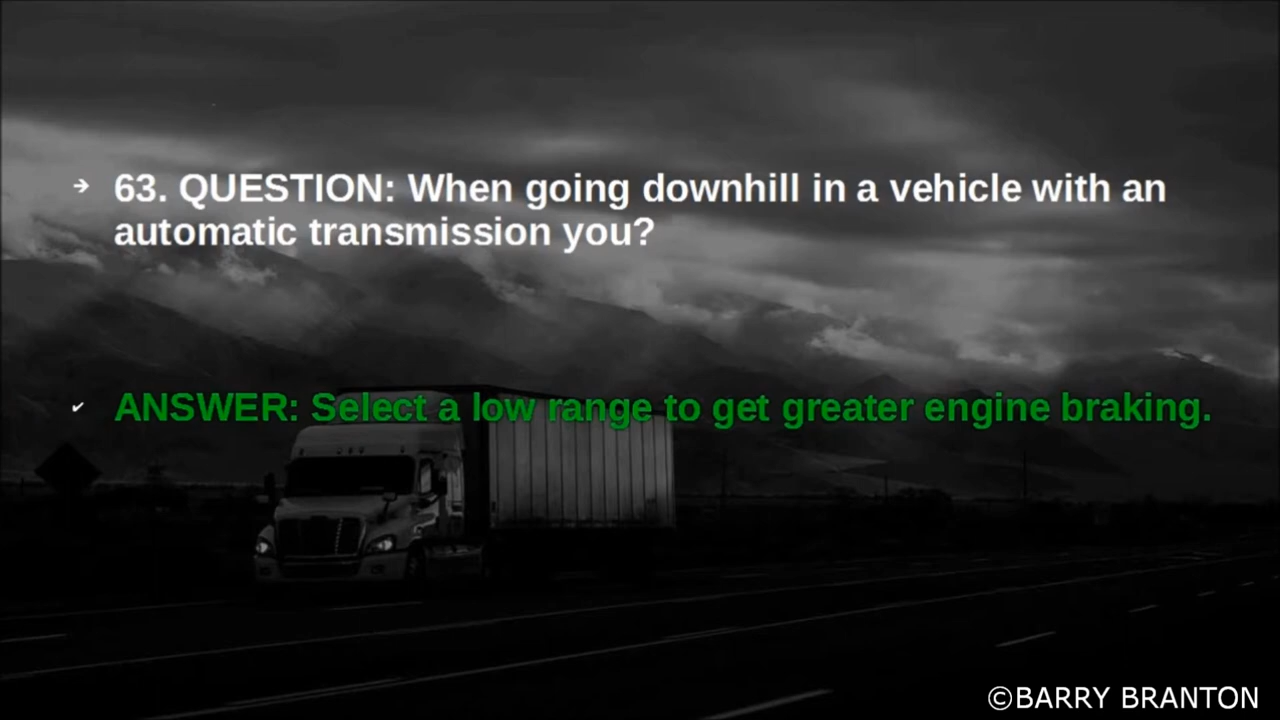 63. QUESTION: When going downhill in a vehicle with an
automatic transmission you?
ANSWER: Select a low range to get greater engine braking.
©BARRY BRANTON